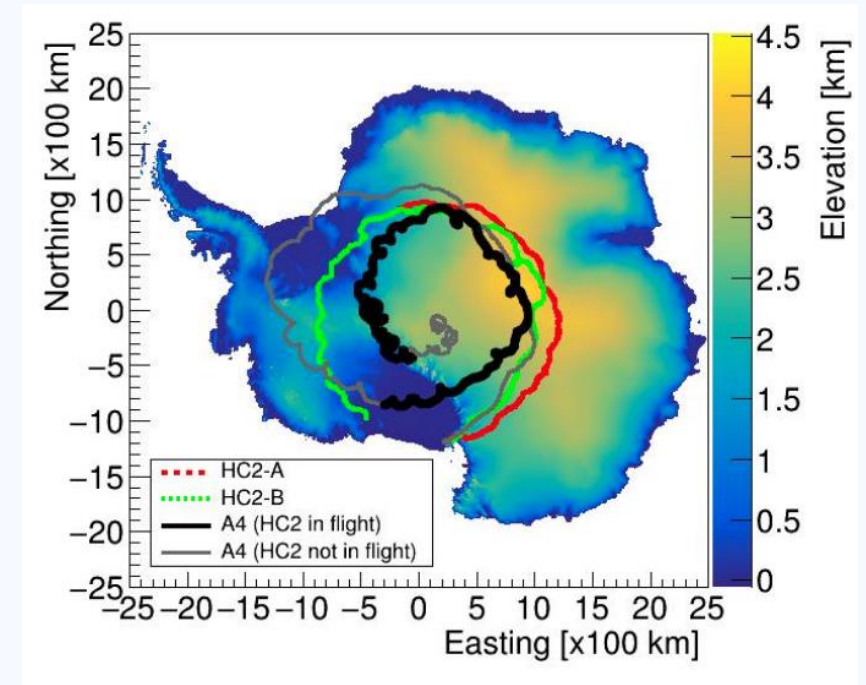 Northing [x100 km]
25
20
15
10
5
0
−5
−10
−15
−20
−25
HC2-A
HC2-B
A4 (HC2 in flight)
A4 (HC2 not in flight)
−25 −20 −15 −10 −5 0 5 10 15 20 25
Easting [x100 km]
4.5
4
3.5
3
2.5
2
1.5
1
0.5
0
Elevation [km]